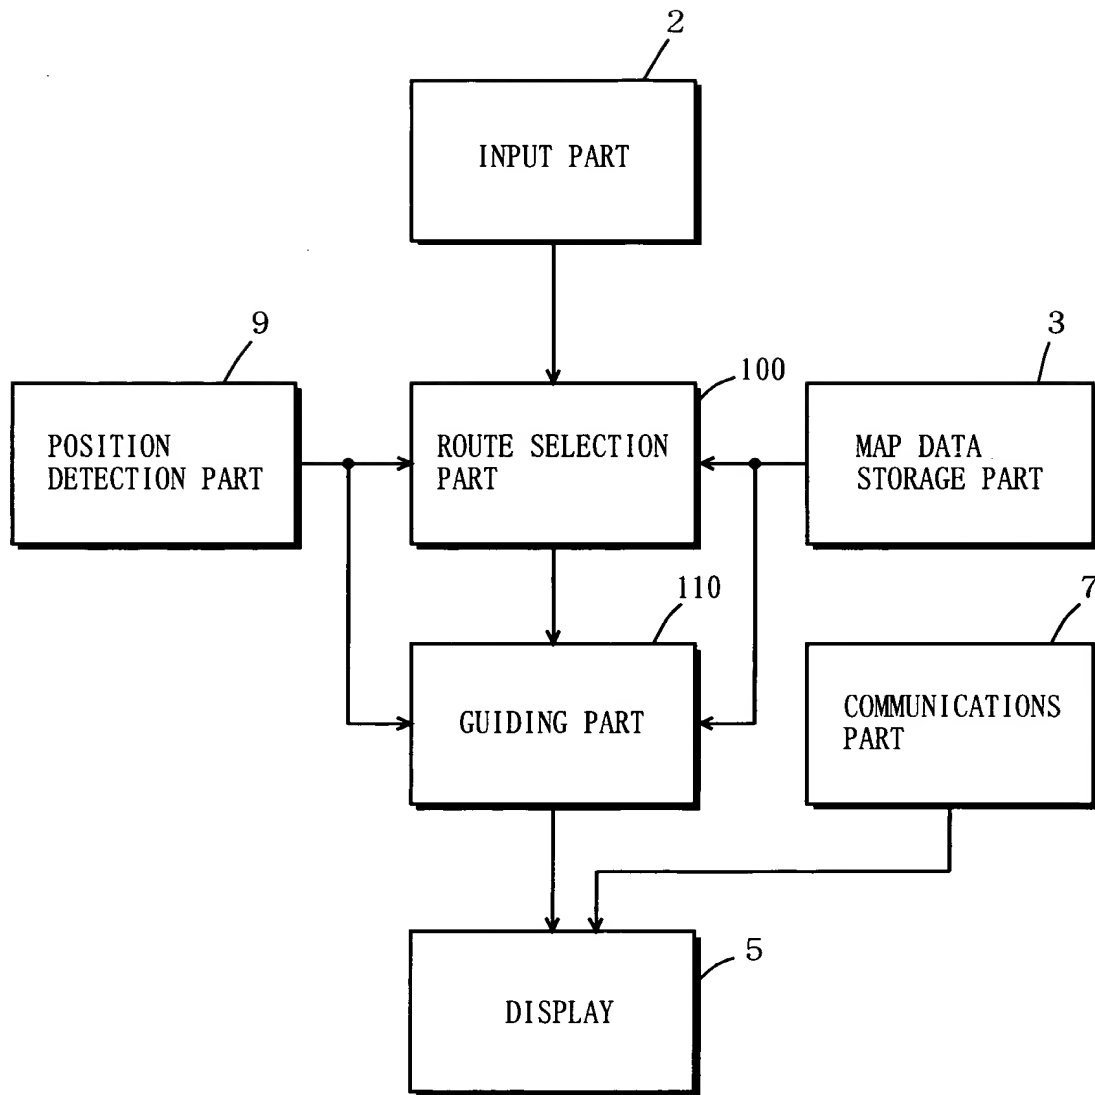 2
INPUT PART
9
3
100
POSITION
DETECTION PART
ROUTE SELECTION
PART
MAP DATA
STORAGE PART
110
7
GUIDING PART
COMMUNICATIONS
PART
5
DISPLAY